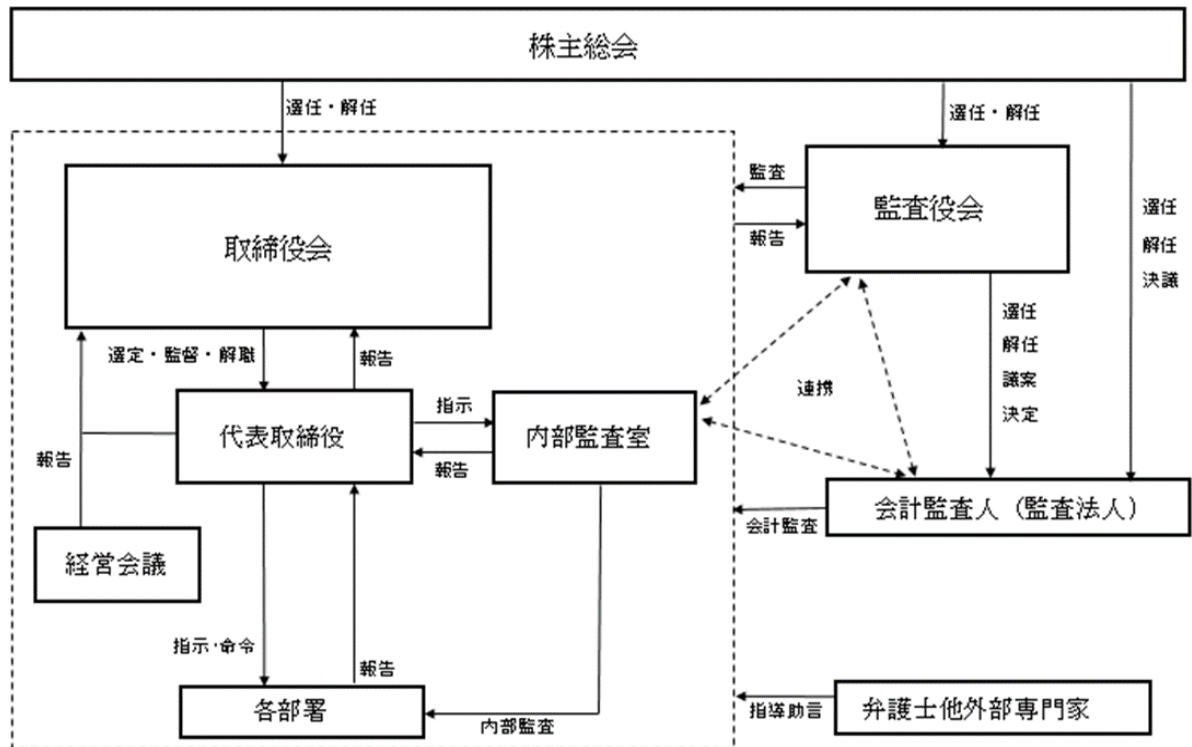 株主総会
選任・解任
選任・解任
監査
報告
監査役会
選任
解任
決議
取締役会
選任
解任
議案
決定
選定・監督・解職
報告
連携
代表取締役
指示
報告
内部監査室
報告
会計監査人（監査法人）
会計監査
経営会議
指示・命令
報告
各部署
内部監査
指導助言
弁護士他外部専門家